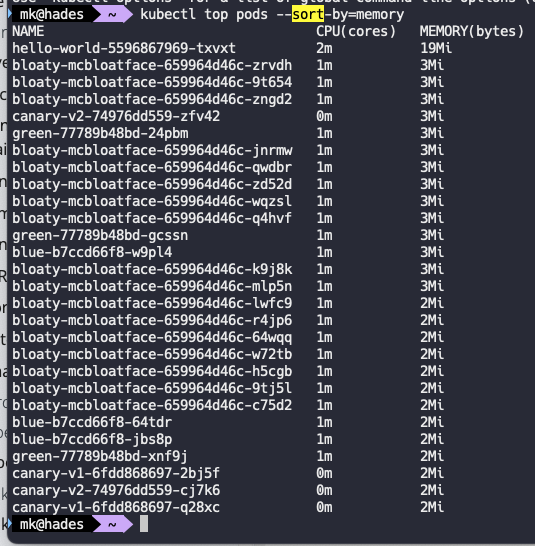 mk@hades ~ kubectl top pods --sort-by=memory
NAME CPU(cores) MEMORY(bytes)
hello-world-5596867969-txvxt 2m 19Mi
bloaty-mcbloatface-659964d46c-zrvdh 1m 3Mi
bloaty-mcbloatface-659964d46c-9t654 1m 3Mi
bloaty-mcbloatface-659964d46c-zngd2 1m 3Mi
canary-v2-74976dd559-zfv42 0m 3Mi
green-77789b48bd-24pbm 1m 3Mi
bloaty-mcbloatface-659964d46c-jnrmw 1m 3Mi
bloaty-mcbloatface-659964d46c-qwdbr 1m 3Mi
bloaty-mcbloatface-659964d46c-zd52d 1m 3Mi
bloaty-mcbloatface-659964d46c-wqzsl 1m 3Mi
bloaty-mcbloatface-659964d46c-q4hvf 1m 3Mi
green-77789b48bd-gcssn 1m 3Mi
blue-b7ccd66f8-w9pl4 1m 3Mi
bloaty-mcbloatface-659964d46c-k9j8k 1m 3Mi
bloaty-mcbloatface-659964d46c-mlp5n 1m 3Mi
bloaty-mcbloatface-659964d46c-lwfc9 1m 2Mi
bloaty-mcbloatface-659964d46c-r4jp6 1m 2Mi
bloaty-mcbloatface-659964d46c-64wqq 1m 2Mi
bloaty-mcbloatface-659964d46c-w72tb 1m 2Mi
bloaty-mcbloatface-659964d46c-h5cgb 1m 2Mi
bloaty-mcbloatface-659964d46c-9tj5l 1m 2Mi
bloaty-mcbloatface-659964d46c-c75d2 1m 2Mi
blue-b7ccd66f8-64tdr 1m 2Mi
blue-b7ccd66f8-jbs8p 1m 2Mi
green-77789b48bd-xnf9j 1m 2Mi
canary-v1-6fdd868697-2bj5f 0m 2Mi
canary-v2-74976dd559-cj7k6 0m 2Mi
canary-v1-6fdd868697-q28xc 0m 2Mi
mk@hades ~